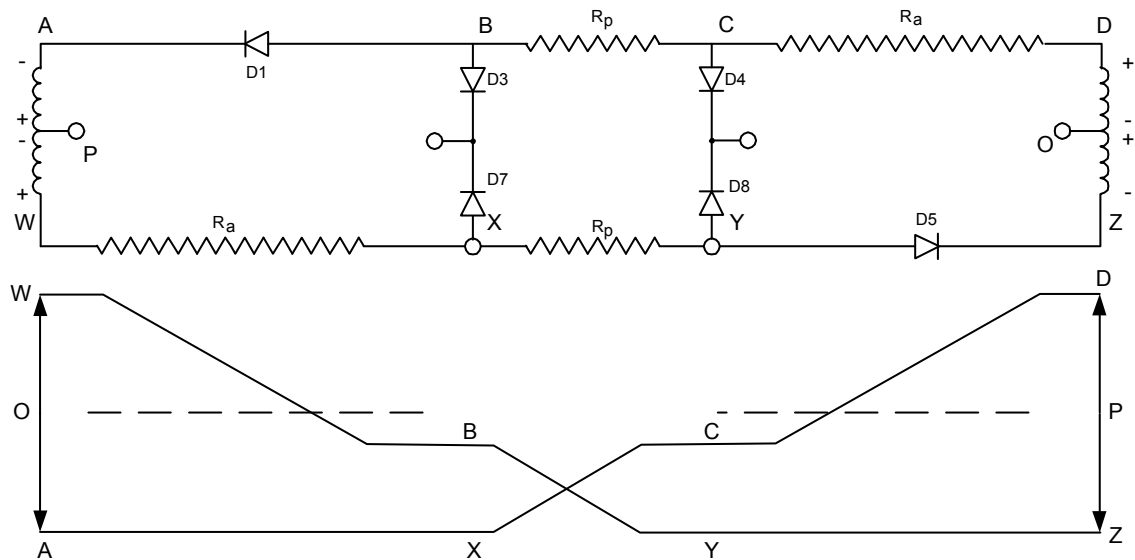 A B Rp C Ra D
- D1 D3 D4 +
+ P O -
- D7 D8 +
+ -
W Ra X Rp Y D5 Z
W D
O B C P
A X Y Z